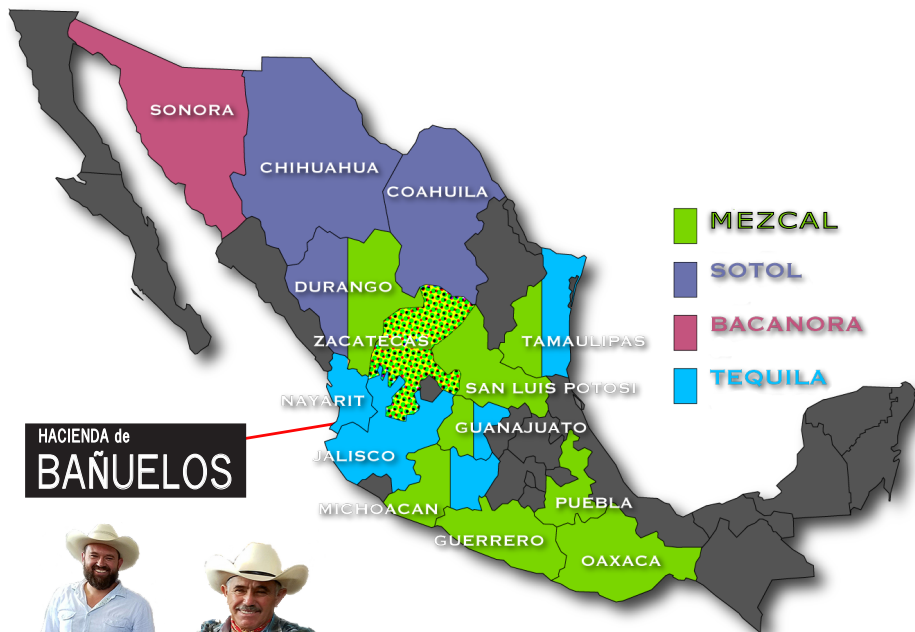 SONORA
CHIHUAHUA
COAHUILA
DURANGO
ZACATECAS
TAMAULIPAS
SAN LUIS POTOSI
NAYARIT
GUANAJUATO
JALISCO
MICHOACAN
PUEBLA
GUERRERO
OAXACA
MEZCAL
SOTOL
BACANORA
TEQUILA
HACIENDA de
BAÑUELOS